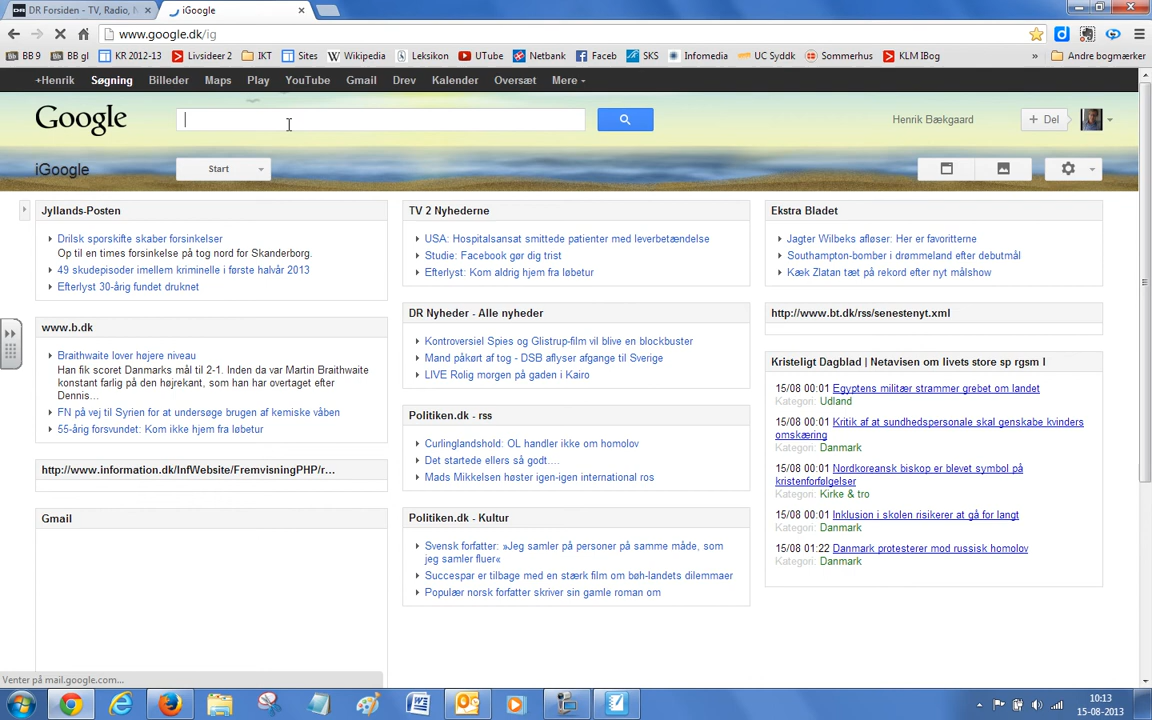 DR Forsiden - TV, Radio, N
iGoogle
www.google.dk/ig
BB 9 BB gl KR 2012-13 Livsideer 2 IKT Sites Wikipedia Leksikon UTube Netbank Faceb SKS Infomedia UC Syddk Sommerhus KLM IBog » Andre bogmærker
+Henrik Søgning Billeder Maps Play YouTube Gmail Drev Kalender Oversæt Mere
Google
Henrik Bækgaard
+ Del
iGoogle
Start
Jyllands-Posten
Drilsk sporskifte skaber forsinkelser
Op til en times forsinkelse på tog nord for Skanderborg.
49 skudepisoder imellem kriminelle i første halvår 2013
Efterlyst 30-årig fundet druknet
www.b.dk
Braithwaite lover højere niveau
Han fik scoret Danmarks mål til 2-1. Inden da var Martin Braithwaite
konstant farlig på den højrekant, som han har overtaget efter
Dennis...
FN på vej til Syrien for at undersøge brugen af kemiske våben
55-årig forsvundet: Kom ikke hjem fra løbetur
http://www.information.dk/InfWebsite/FremvisningPHP/r...
Gmail
TV 2 Nyhederne
USA: Hospitalsansat smittede patienter med leverbetændelse
Studie: Facebook gør dig trist
Efterlyst: Kom aldrig hjem fra løbetur
DR Nyheder - Alle nyheder
Kontroversiel Spies og Glistrup-film vil blive en blockbuster
Mand påkørt af tog - DSB aflyser afgange til Sverige
LIVE Rolig morgen på gaden i Kairo
Politiken.dk - rss
Curlinglandshold: OL handler ikke om homolov
Det startede ellers så godt....
Mads Mikkelsen høster igen-igen international ros
Politiken.dk - Kultur
Svensk forfatter: »Jeg samler på personer på samme måde, som
jeg samler fluer«
Succespar er tilbage med en stærk film om bøh-landets dilemmaer
Populær norsk forfatter skriver sin gamle roman om
Ekstra Bladet
Jagter Wilbeks afløser: Her er favoritterne
Southampton-bomber i drømmeland efter debutmål
Kæk Zlatan tæt på rekord efter nyt målshow
http://www.bt.dk/rss/senestenyt.xml
Kristeligt Dagblad | Netavisen om livets store sp rgsm l
15/08 00:01 Egyptens militær strammer grebet om landet
Kategori: Udland
15/08 00:01 Kritik af at sundhedspersonale skal genskabe kvinders
omskæring
Kategori: Danmark
15/08 00:01 Nordkoreansk biskop er blevet symbol på
kristenforfølgelser
Kategori: Kirke & tro
15/08 00:01 Inklusion i skolen risikerer at gå for langt
Kategori: Danmark
15/08 01:22 Danmark protesterer mod russisk homolov
Kategori: Danmark
Venter på mail.google.com...
10:13
15-08-2013